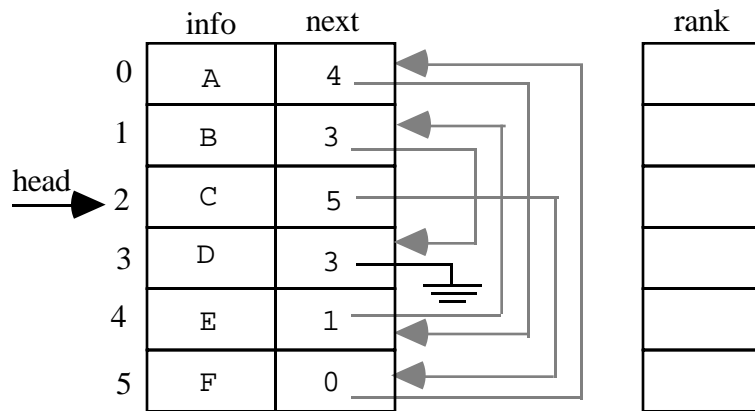 info next rank
0 A 4
1 B 3
head
2 C 5
3 D 3
4 E 1
5 F 0